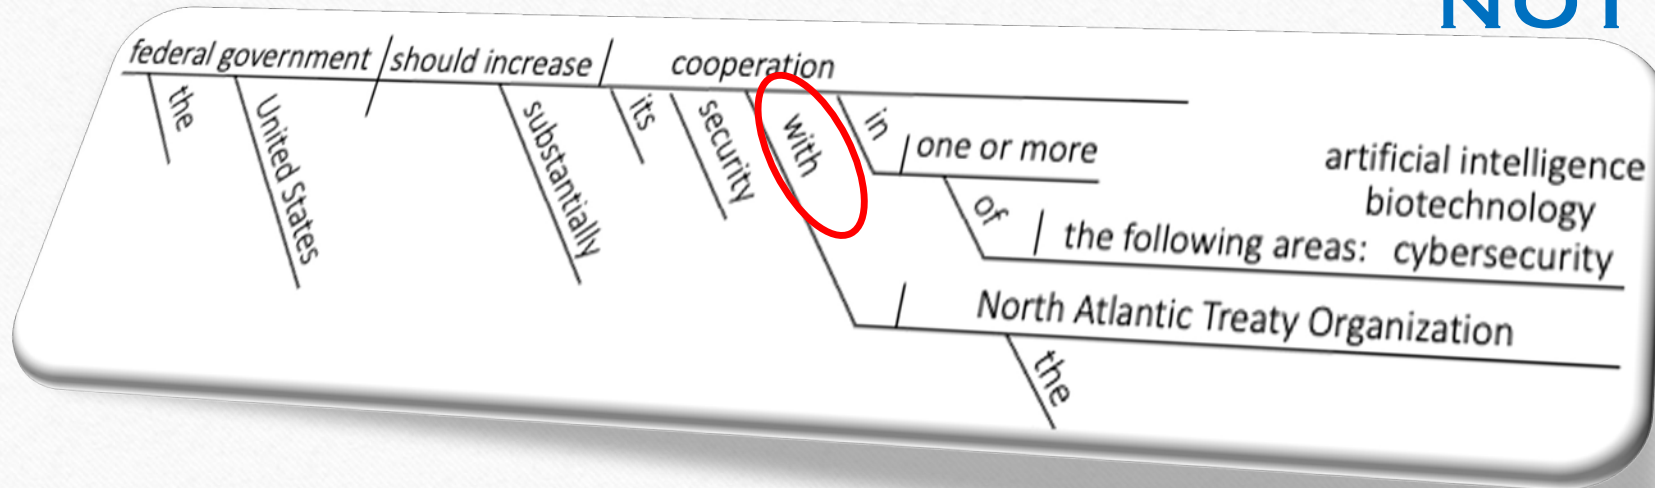 NOT
federal government should increase cooperation
the
United States
substantially
its
security
with
in
one or more
of
the following areas:
artificial intelligence
biotechnology
cybersecurity
North Atlantic Treaty Organization
the